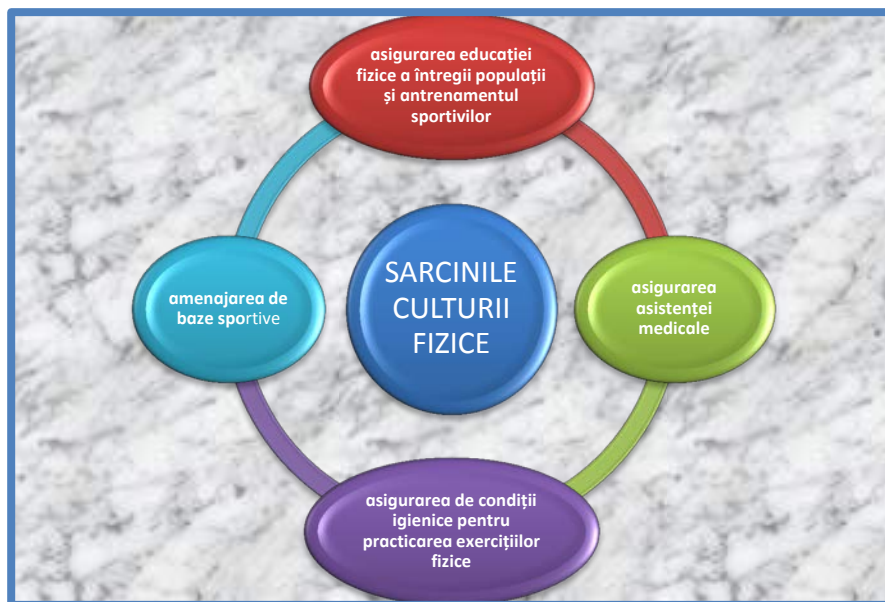 asigurarea educației
fizice a întregii populații
și antrenamentul
sportivilor
SARCINILE
CULTURII
FIZICE
amenajarea de
baze sportive
asigurarea
asistenței
medicale
asigurarea de condiții
igienice pentru
practicarea exercițiilor
fizice